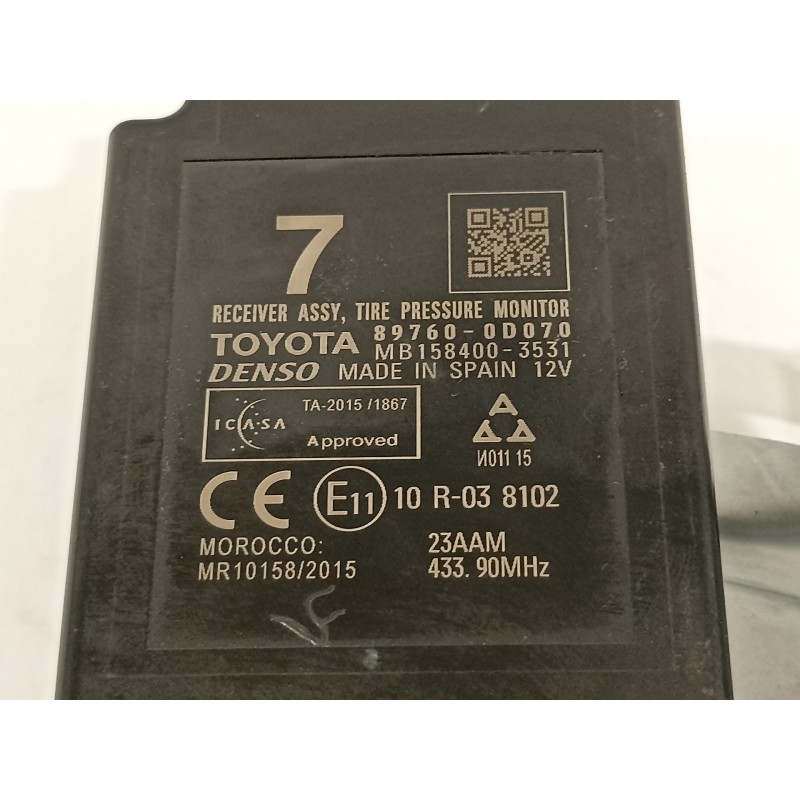 7
RECEIVER ASSY, TIRE PRESSURE MONITOR
TOYOTA 89760-0D070
MB158400-3531
DENSO MADE IN SPAIN 12V
ICASA TA-2015/1867
Approved
И011 15
CE E11 10 R-03 8102
MOROCCO: 23AAM
MR10158/2015 433.90MHz